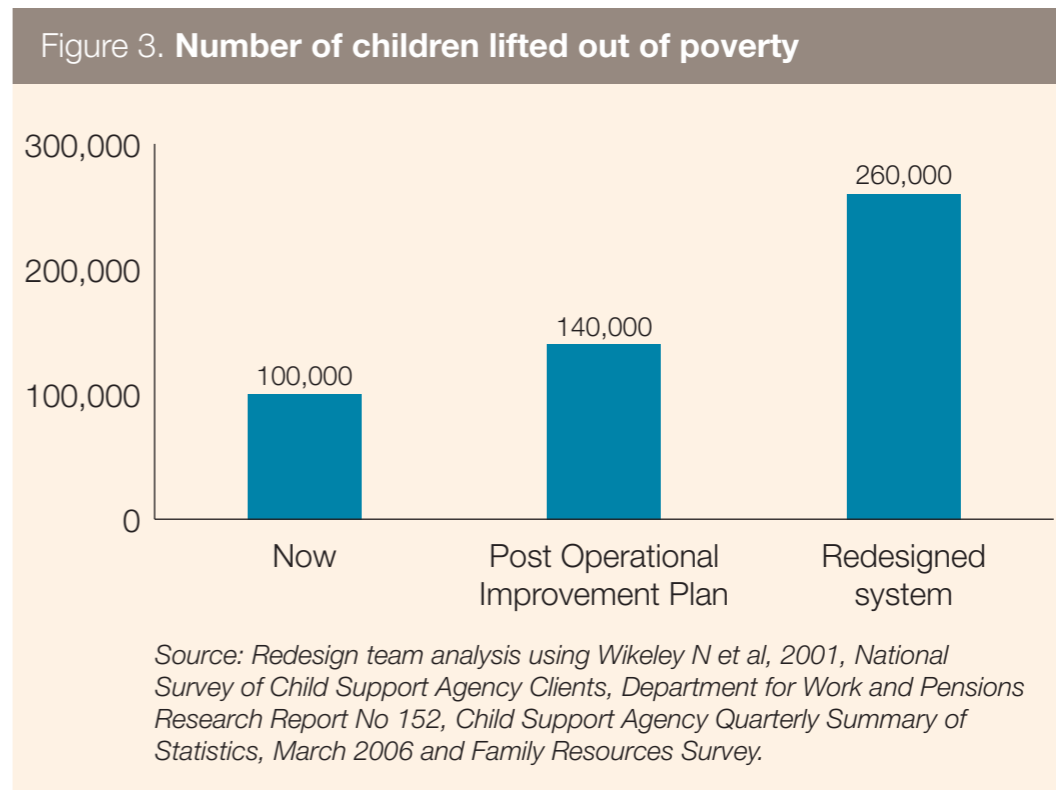 Figure 3. Number of children lifted out of poverty
300,000
200,000
100,000
0
100,000
140,000
260,000
Now
Post Operational
Improvement Plan
Redesigned
system
Source: Redesign team analysis using Wikeley N et al, 2001, National
Survey of Child Support Agency Clients, Department for Work and Pensions
Research Report No 152, Child Support Agency Quarterly Summary of
Statistics, March 2006 and Family Resources Survey.